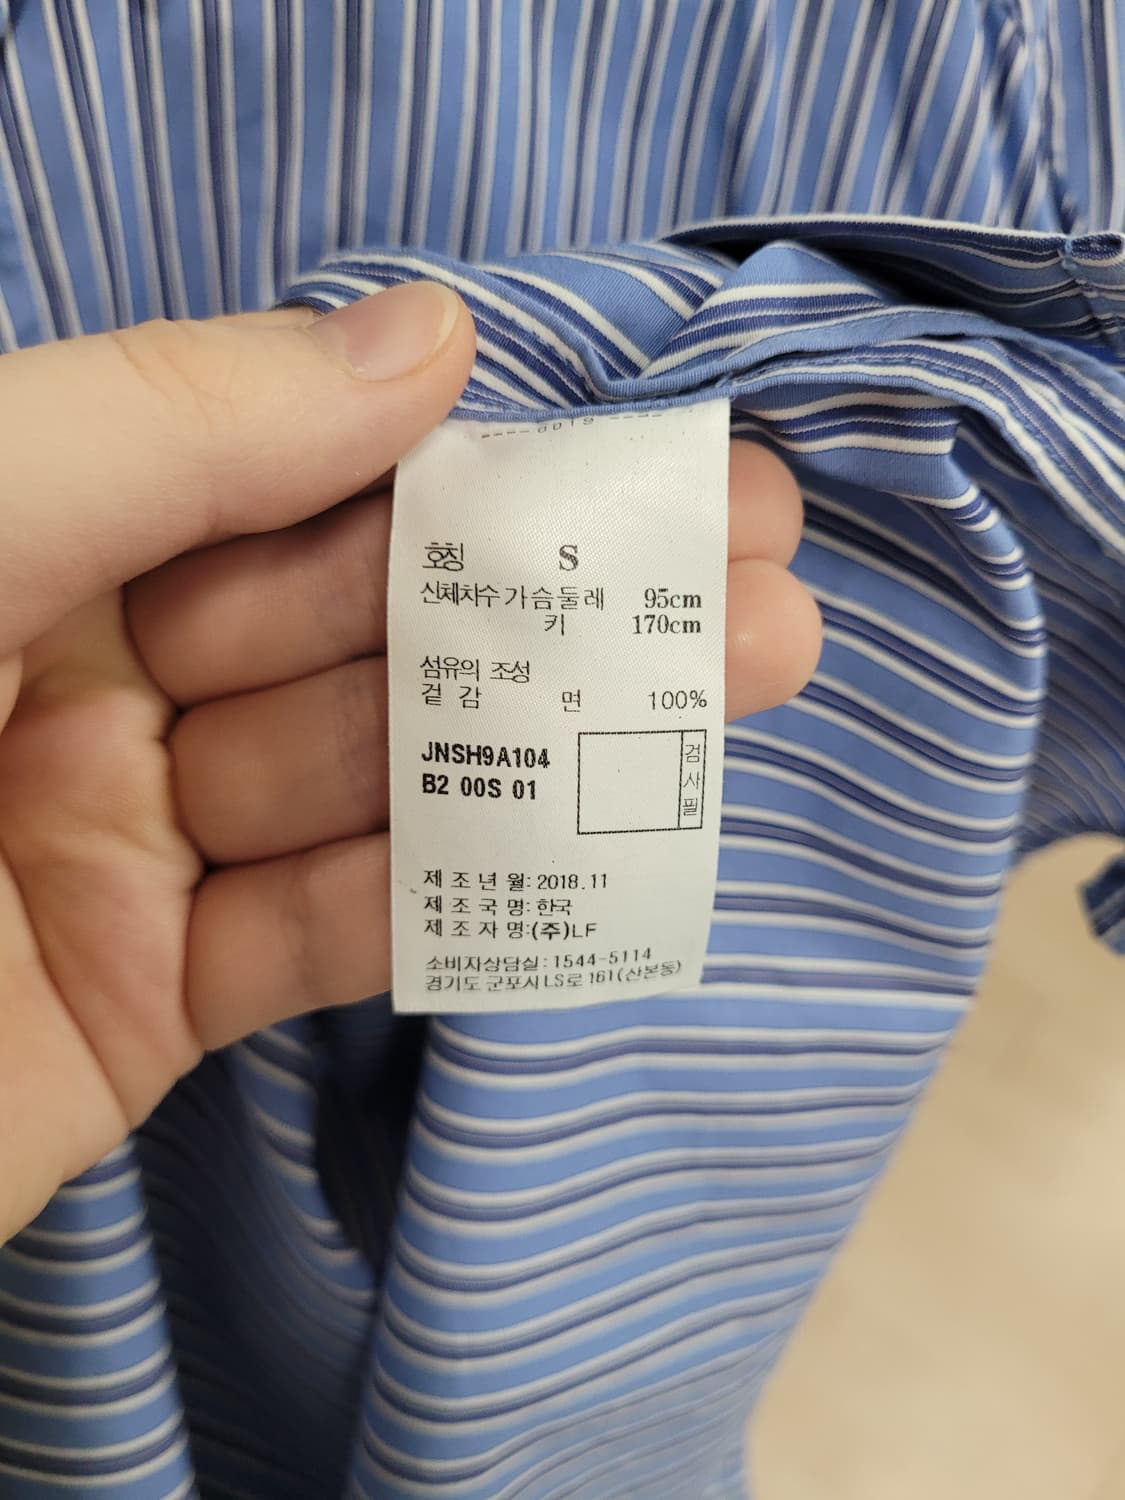 호칭 S
신체치수 가슴둘레 95cm
키 170cm
섬유의 조성
겉감 면 100%
JNSH9A104
B2 00S 01
검사필
제조년월: 2018.11
제조국명: 한국
제조자명:(주)LF
소비자상담실: 1544-5114
경기도 군포시 LS로 161(산본동)